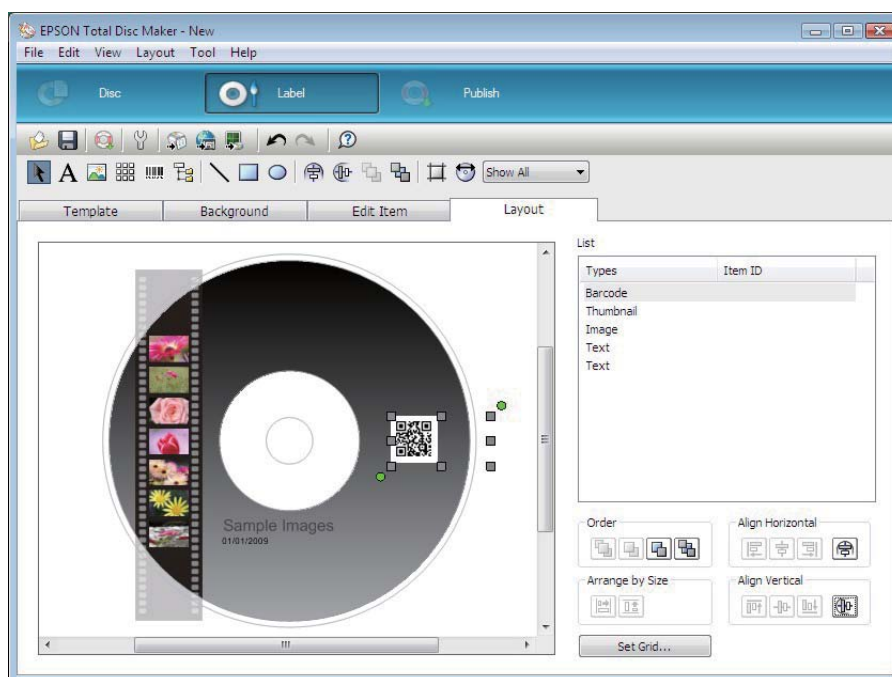 EPSON Total Disc Maker - New
File Edit View Layout Tool Help
Disc Label Publish
A Show All
Template Background Edit Item Layout
List
Types Item ID
Barcode
Thumbnail
Image
Text
Text
Sample Images
01/01/2009
Order Align Horizontal
Arrange by Size Align Vertical
Set Grid...